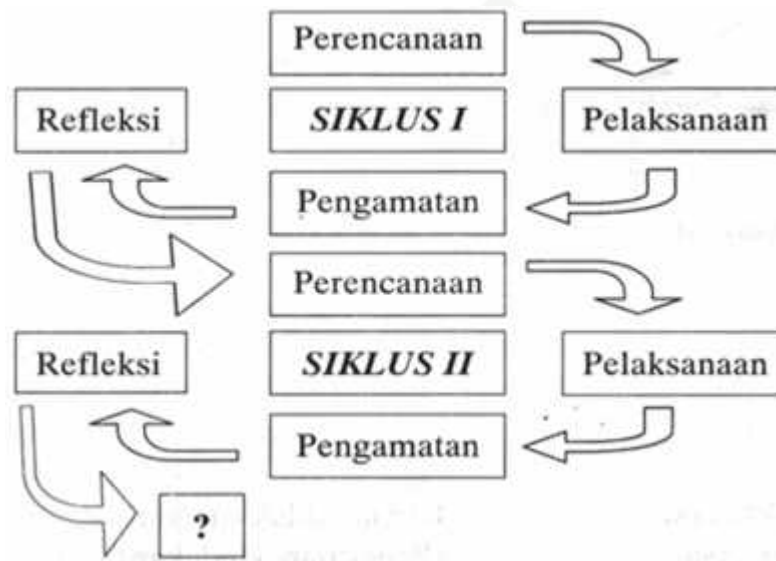 Perencanaan
Refleksi
SIKLUS I
Pelaksanaan
Pengamatan
Perencanaan
Refleksi
SIKLUS II
Pelaksanaan
Pengamatan
?